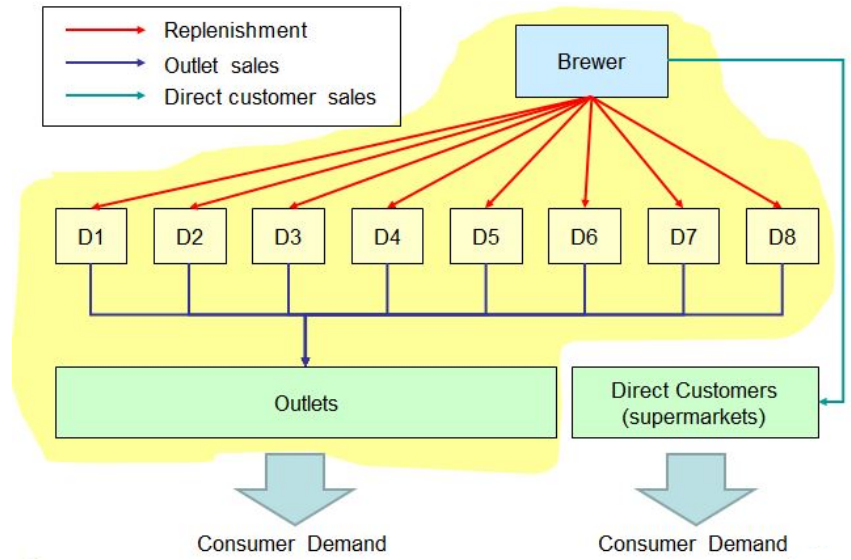 Replenishment
Outlet sales
Direct customer sales
Brewer
D1
D2
D3
D4
D5
D6
D7
D8
Outlets
Direct Customers
(supermarkets)
Consumer Demand
Consumer Demand